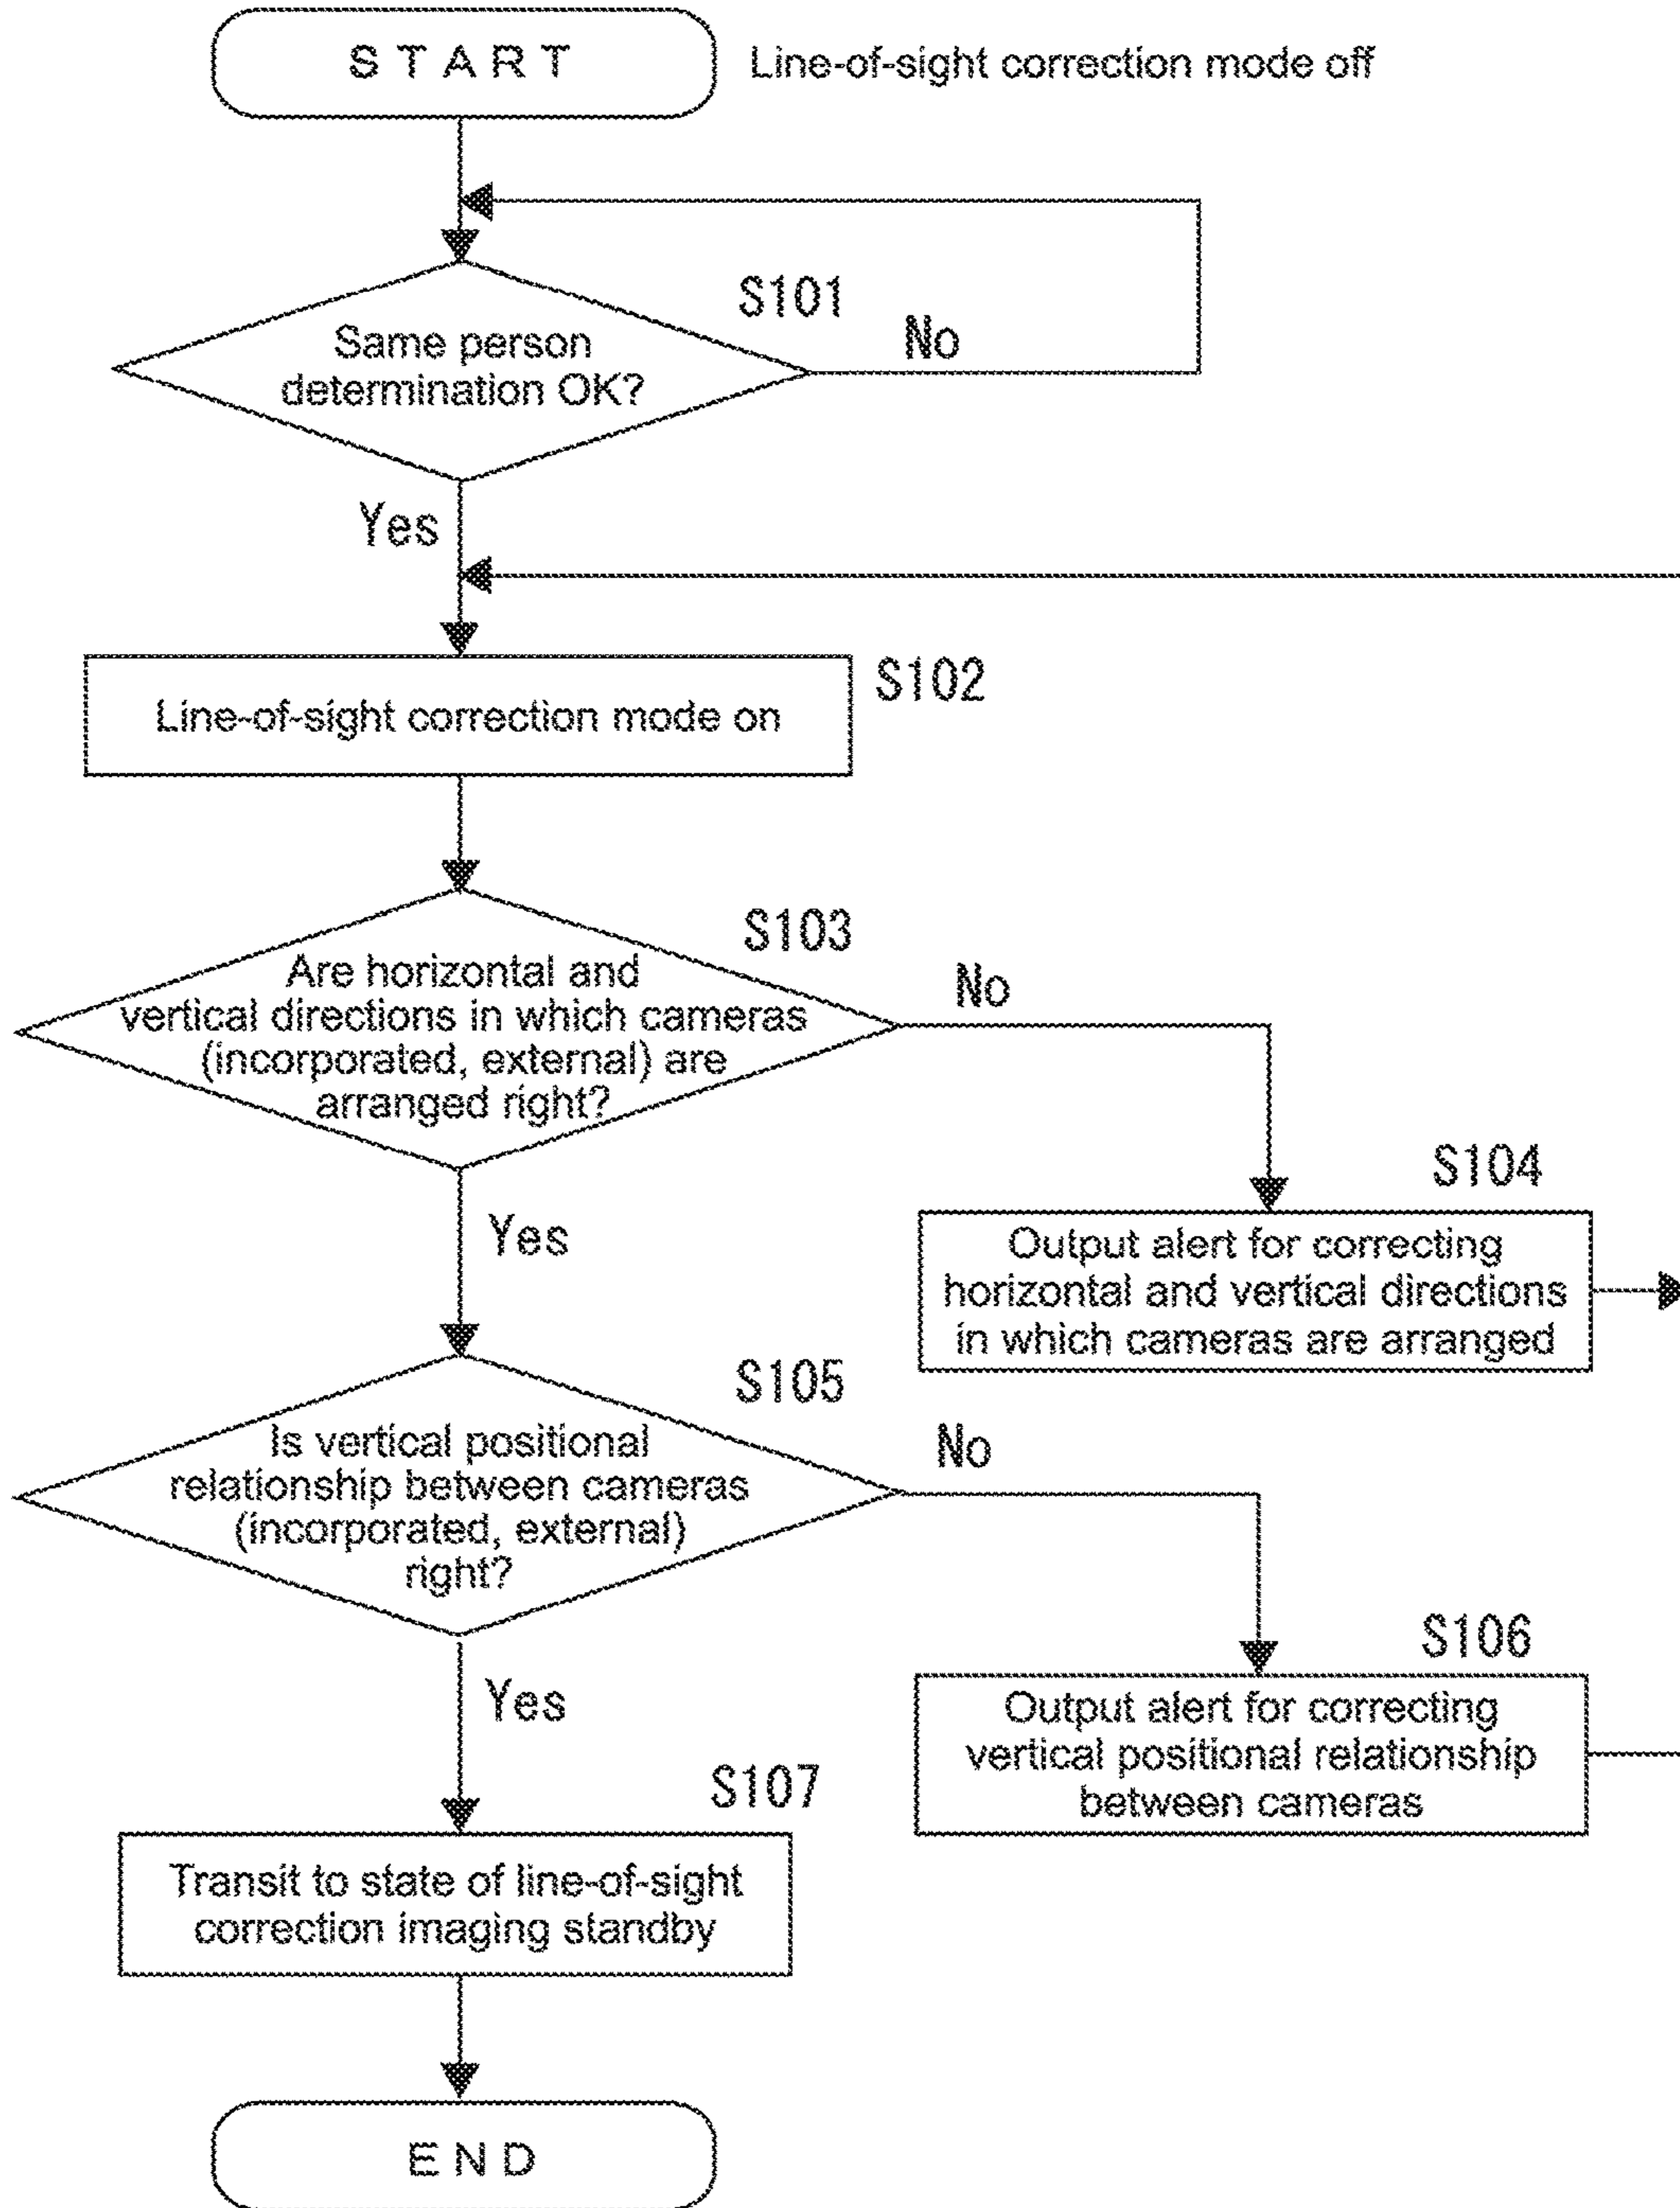 START
Line-of-sight correction mode off
S101
Same person
determination OK?
No
Yes
S102
Line-of-sight correction mode on
S103
Are horizontal and
vertical directions in which cameras
(incorporated, external) are
arranged right?
No
Yes
S104
Output alert for correcting
horizontal and vertical directions
in which cameras are arranged
S105
Is vertical positional
relationship between cameras
(incorporated, external)
right?
No
Yes
S106
Output alert for correcting
vertical positional relationship
between cameras
S107
Transit to state of line-of-sight
correction imaging standby
END